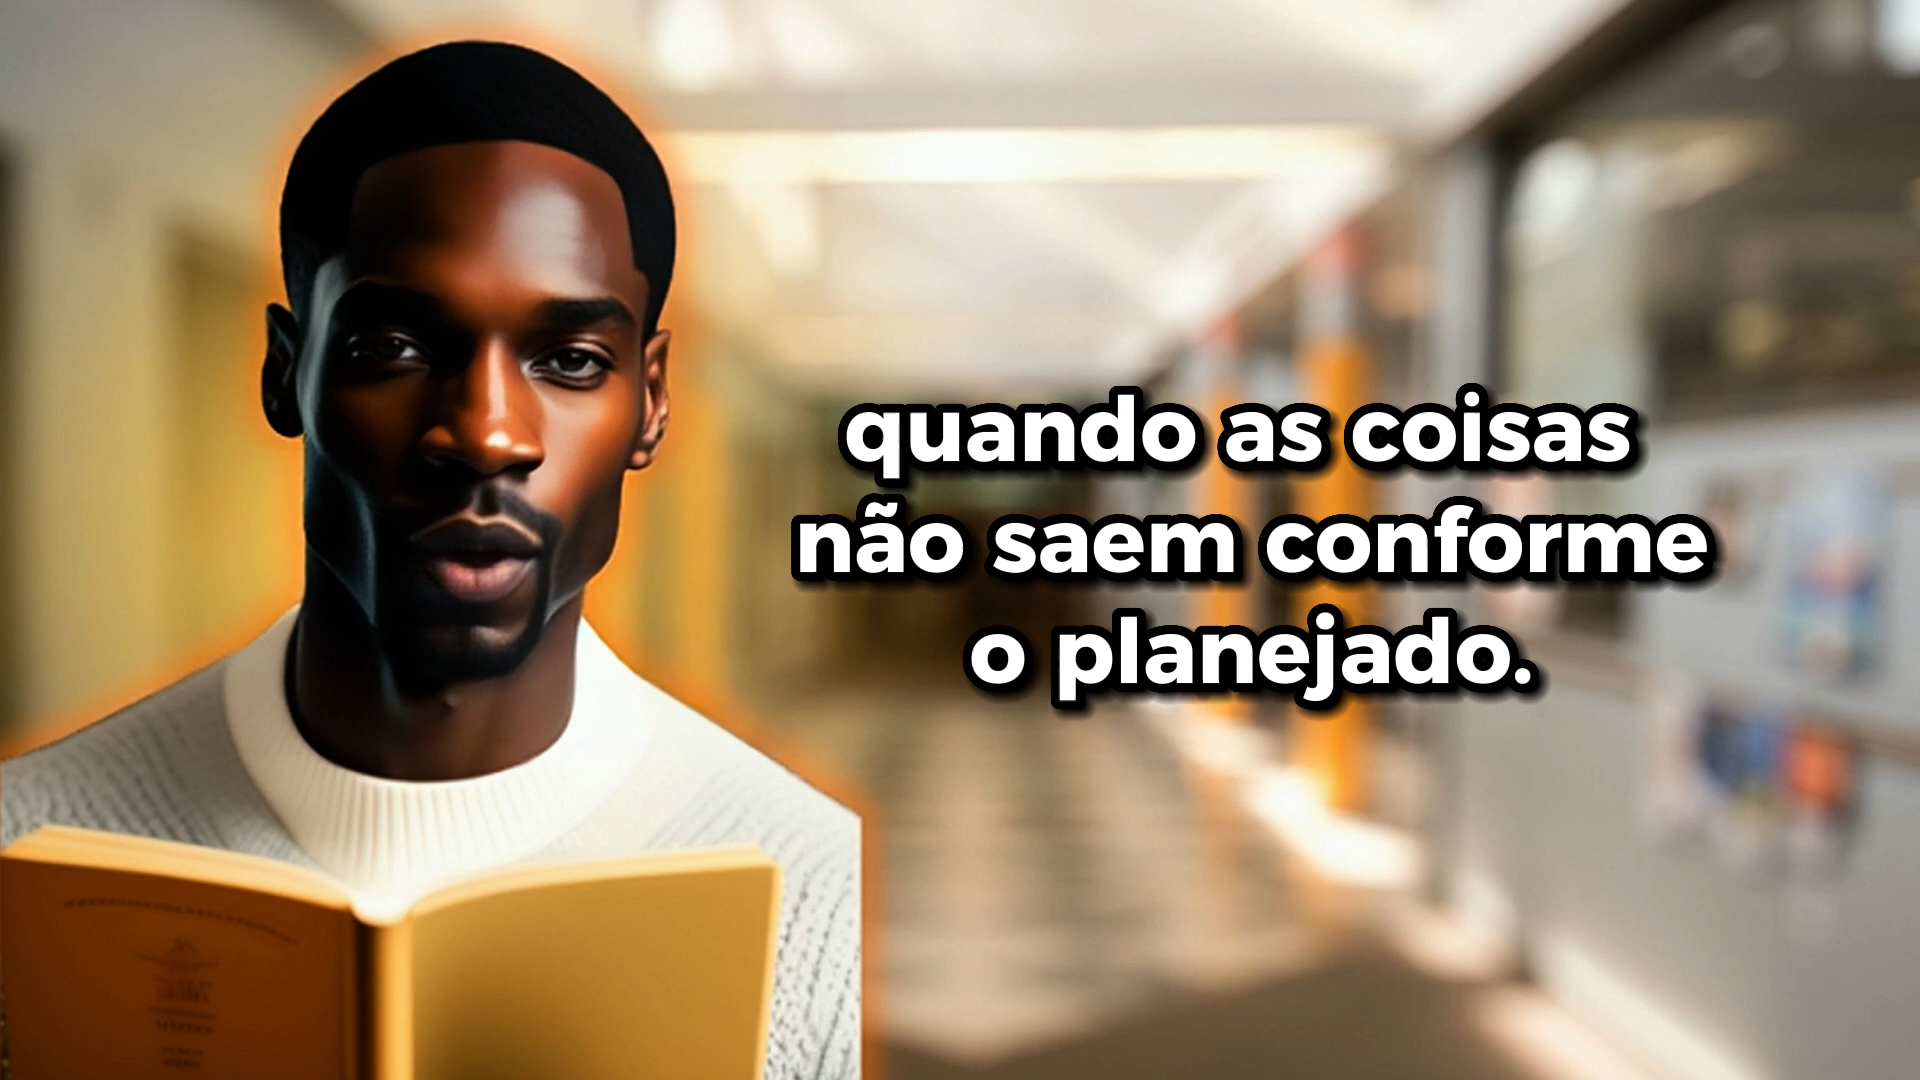 quando as coisas
não saem conforme
o planejado.